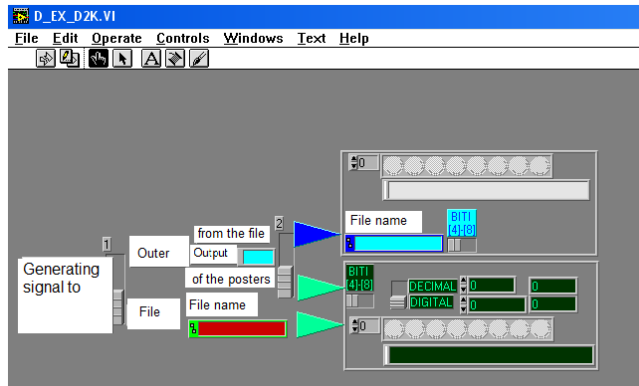 D_EX_D2K.VI
File Edit Operate Controls Windows Text Help
A
0
2
File name
BITI
[4]-[8]
from the file
1
Outer
Output
Generating
signal to
of the posters
BITI
[4]-[8]
DECIMAL 0 0
DIGITAL 0 0
File
File name
0